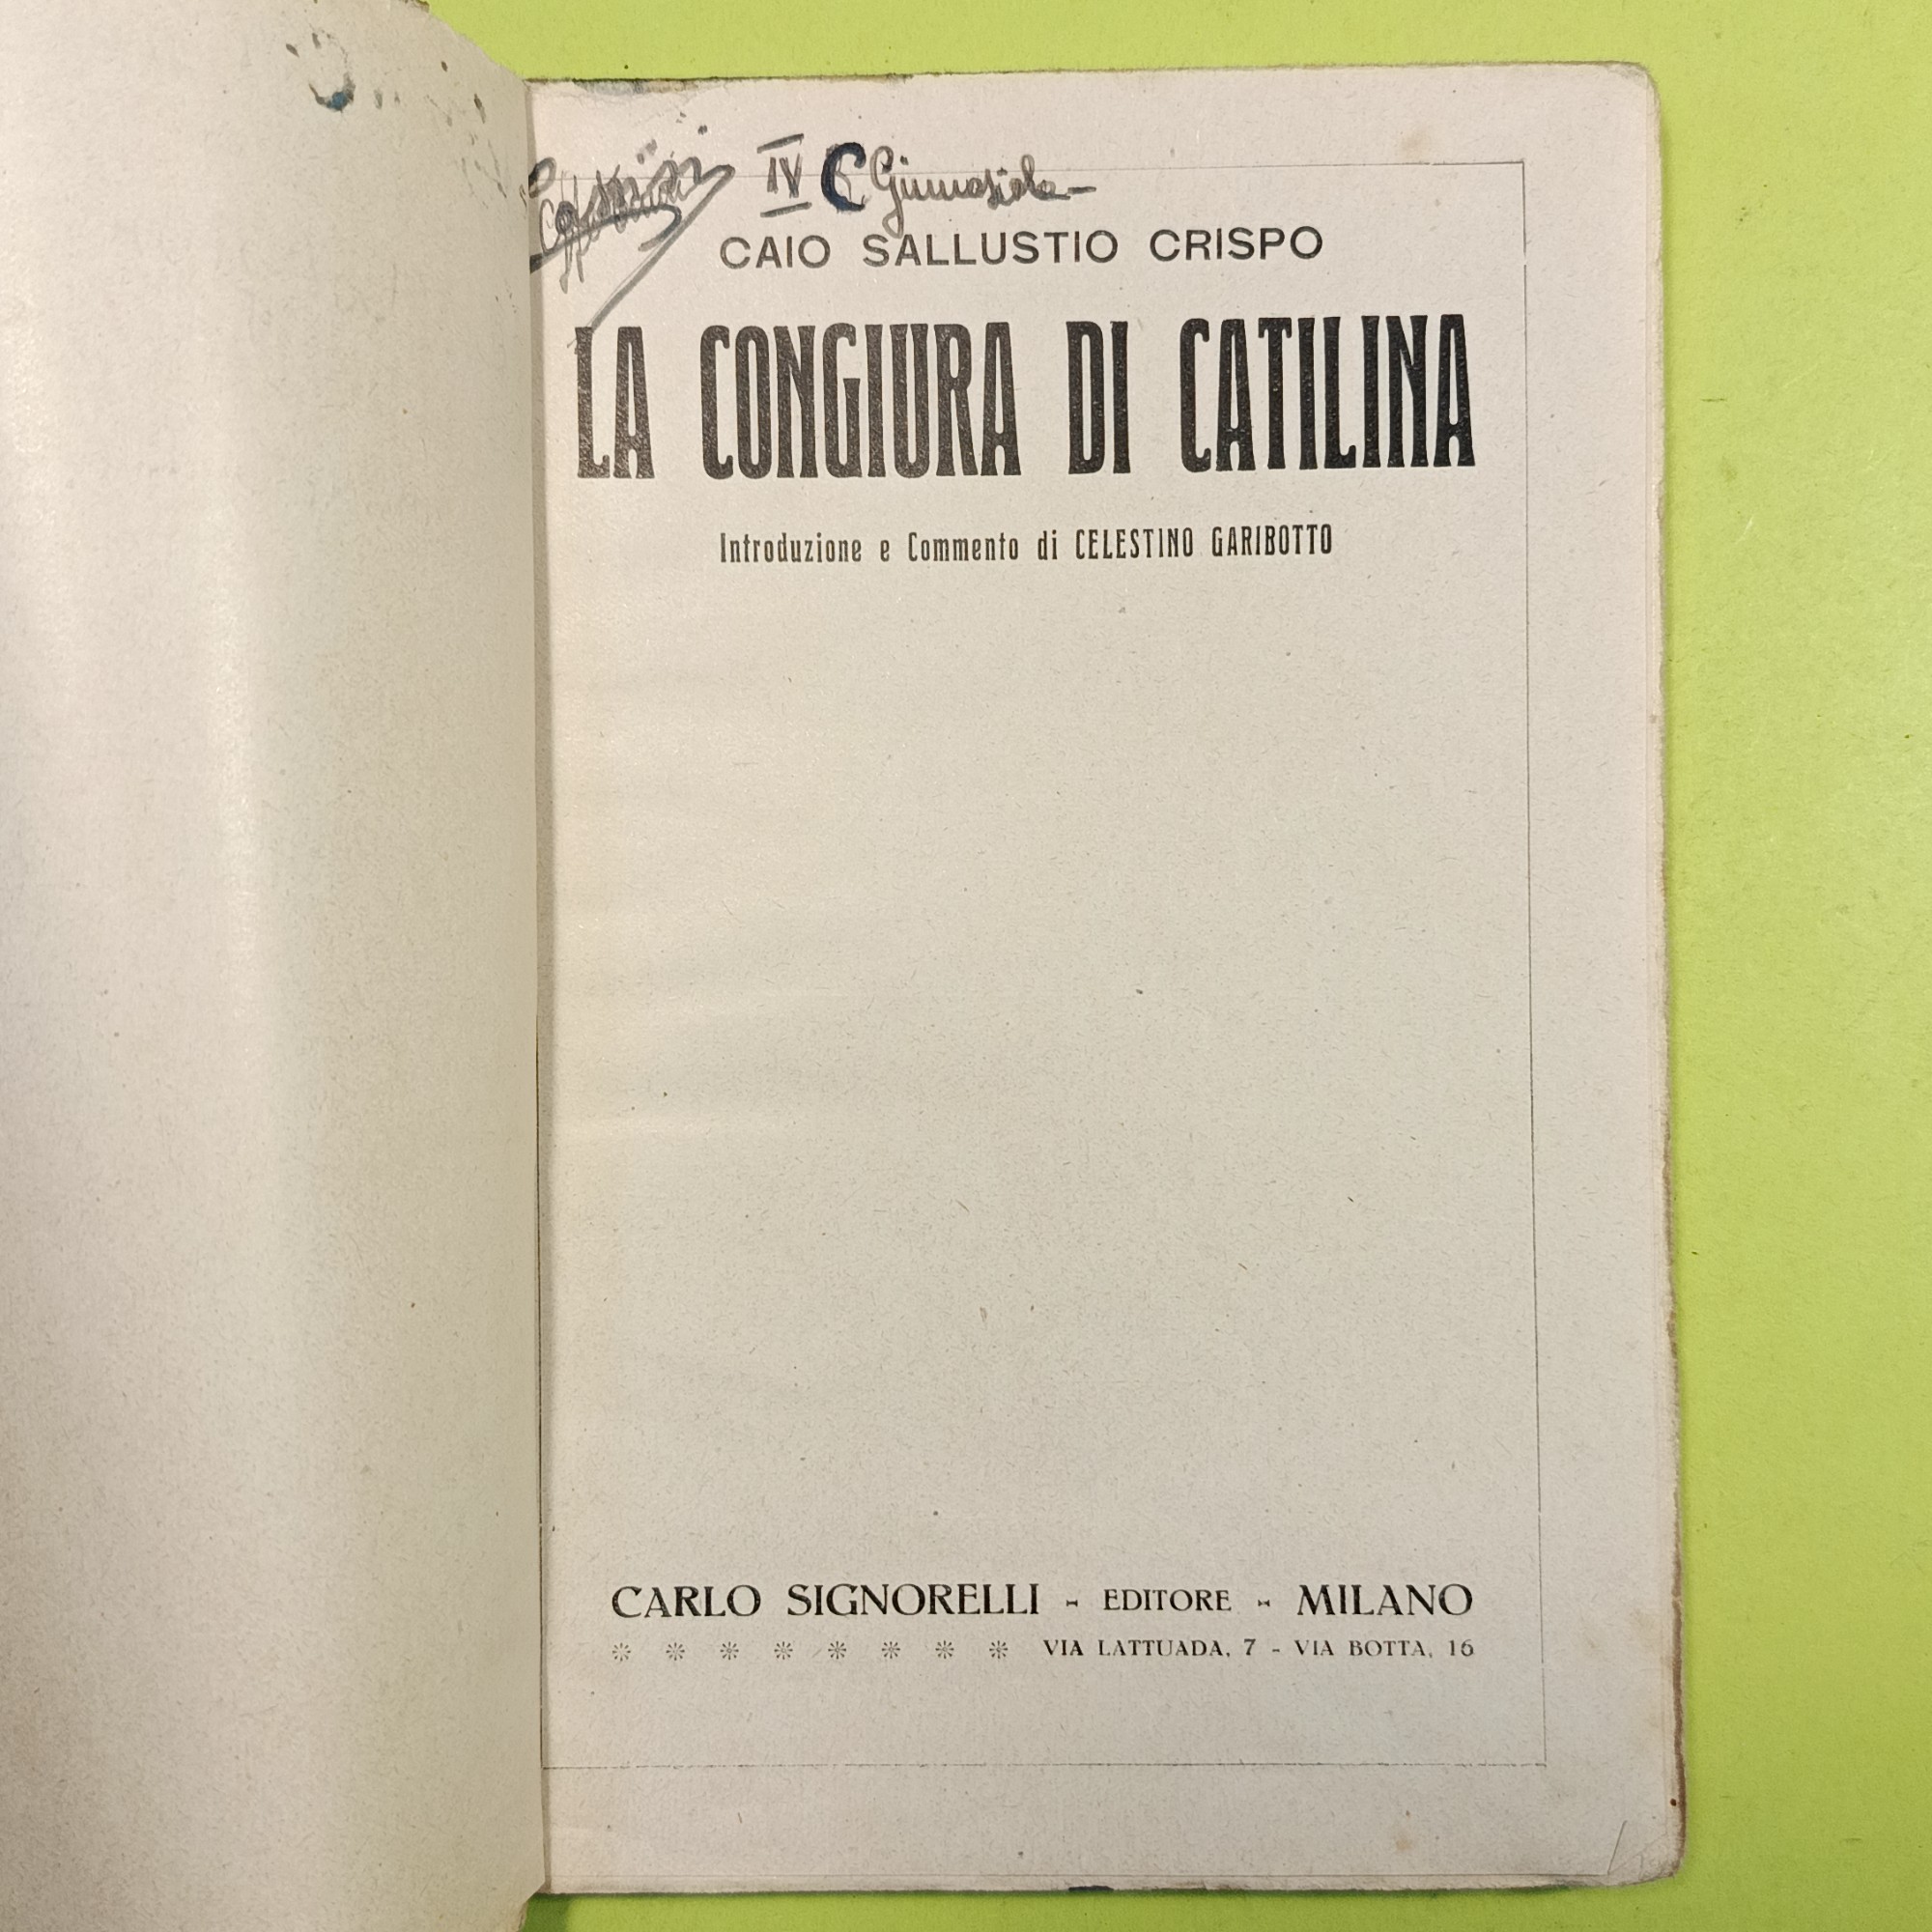 IV C Ginnasiale -
CAIO SALLUSTIO CRISPO
LA CONGIURA DI CATILINA
Introduzione e Commento di CELESTINO GARIBOTTO
CARLO SIGNORELLI - EDITORE - MILANO
VIA LATTUADA, 7 - VIA BOTTA, 16